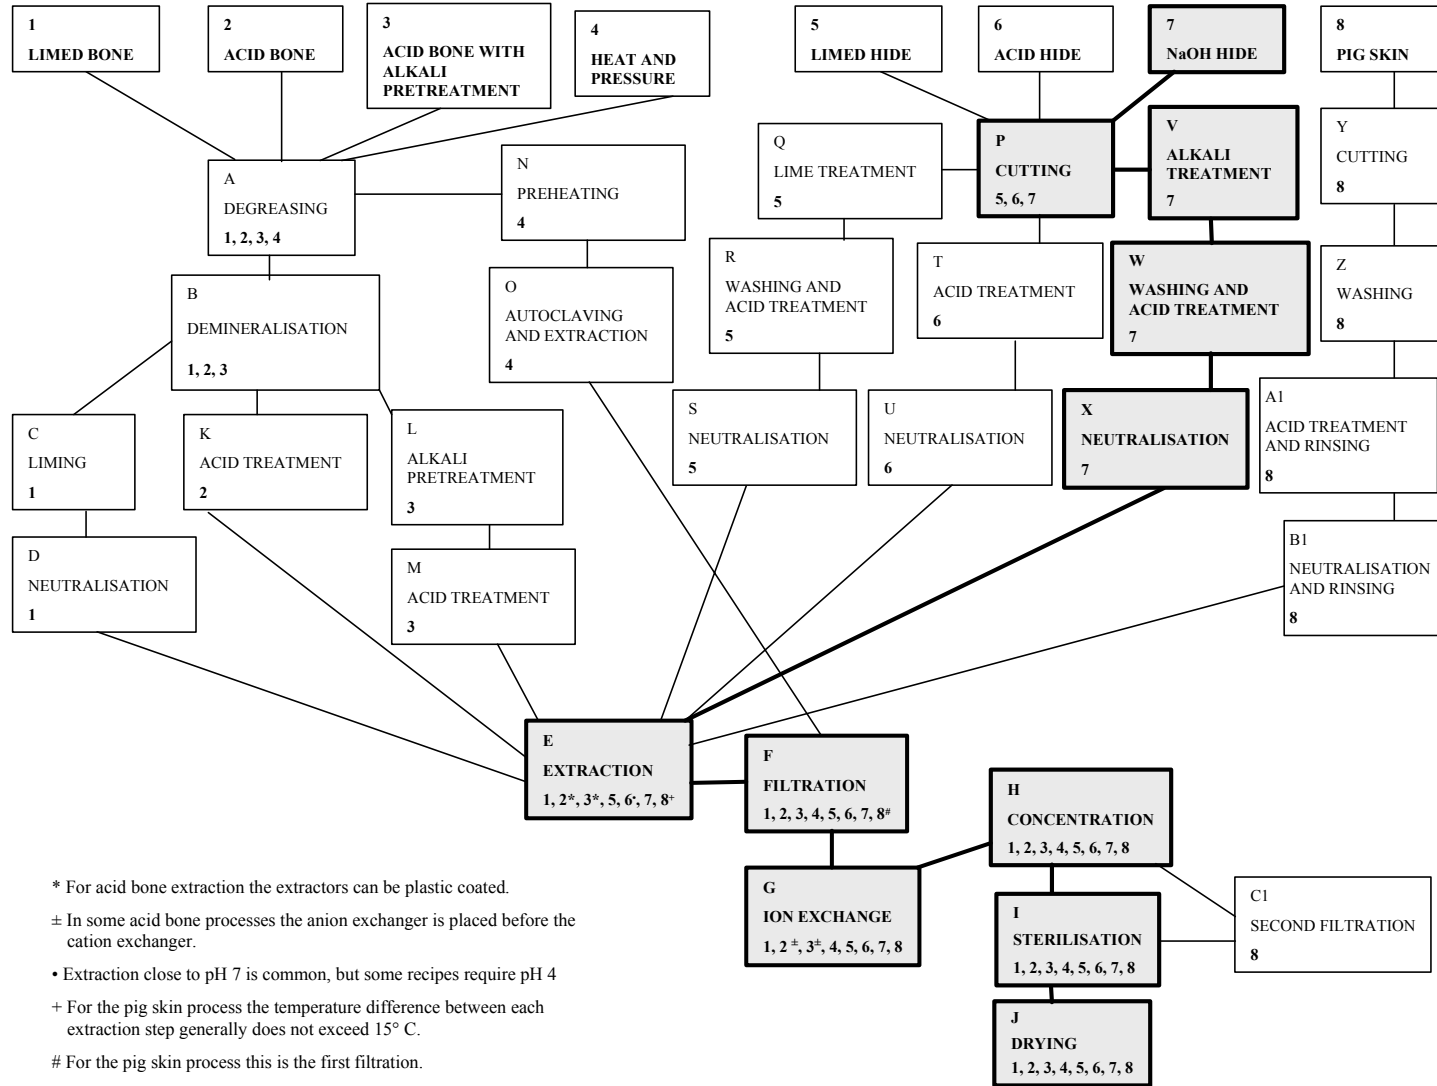 1
LIMED BONE
2
ACID BONE
3
ACID BONE WITH
ALKALI
PRETREATMENT
4
HEAT AND
PRESSURE
5
LIMED HIDE
6
ACID HIDE
7
NaOH HIDE
8
PIG SKIN
A
DEGREASING
1, 2, 3, 4
N
PREHEATING
4
Q
LIME TREATMENT
5
P
CUTTING
5, 6, 7
V
ALKALI
TREATMENT
7
Y
CUTTING
8
B
DEMINERALISATION
1, 2, 3
O
AUTOCLAVING
AND EXTRACTION
4
R
WASHING AND
ACID TREATMENT
5
T
ACID TREATMENT
6
W
WASHING AND
ACID TREATMENT
7
Z
WASHING
8
C
LIMING
1
K
ACID TREATMENT
2
L
ALKALI
PRETREATMENT
3
S
NEUTRALISATION
5
U
NEUTRALISATION
6
X
NEUTRALISATION
7
A1
ACID TREATMENT
AND RINSING
8
D
NEUTRALISATION
1
M
ACID TREATMENT
3
B1
NEUTRALISATION
AND RINSING
8
E
EXTRACTION
1, 2*, 3*, 5, 6•, 7, 8+
F
FILTRATION
1, 2, 3, 4, 5, 6, 7, 8#
H
CONCENTRATION
1, 2, 3, 4, 5, 6, 7, 8
G
ION EXCHANGE
1, 2 ±, 3±, 4, 5, 6, 7, 8
I
STERILISATION
1, 2, 3, 4, 5, 6, 7, 8
C1
SECOND FILTRATION
8
J
DRYING
1, 2, 3, 4, 5, 6, 7, 8
* For acid bone extraction the extractors can be plastic coated.
± In some acid bone processes the anion exchanger is placed before the
cation exchanger.
• Extraction close to pH 7 is common, but some recipes require pH 4
+ For the pig skin process the temperature difference between each
extraction step generally does not exceed 15° C.
# For the pig skin process this is the first filtration.